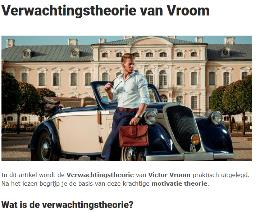 Verwachtingstheorie van Vroom
In dit artikel wordt de Verwachtingstheorie van Victor Vroom praktisch uitgelegd.
Na het lezen begrijp je de basis van deze krachtige motivatie theorie.
Wat is de verwachtingstheorie?